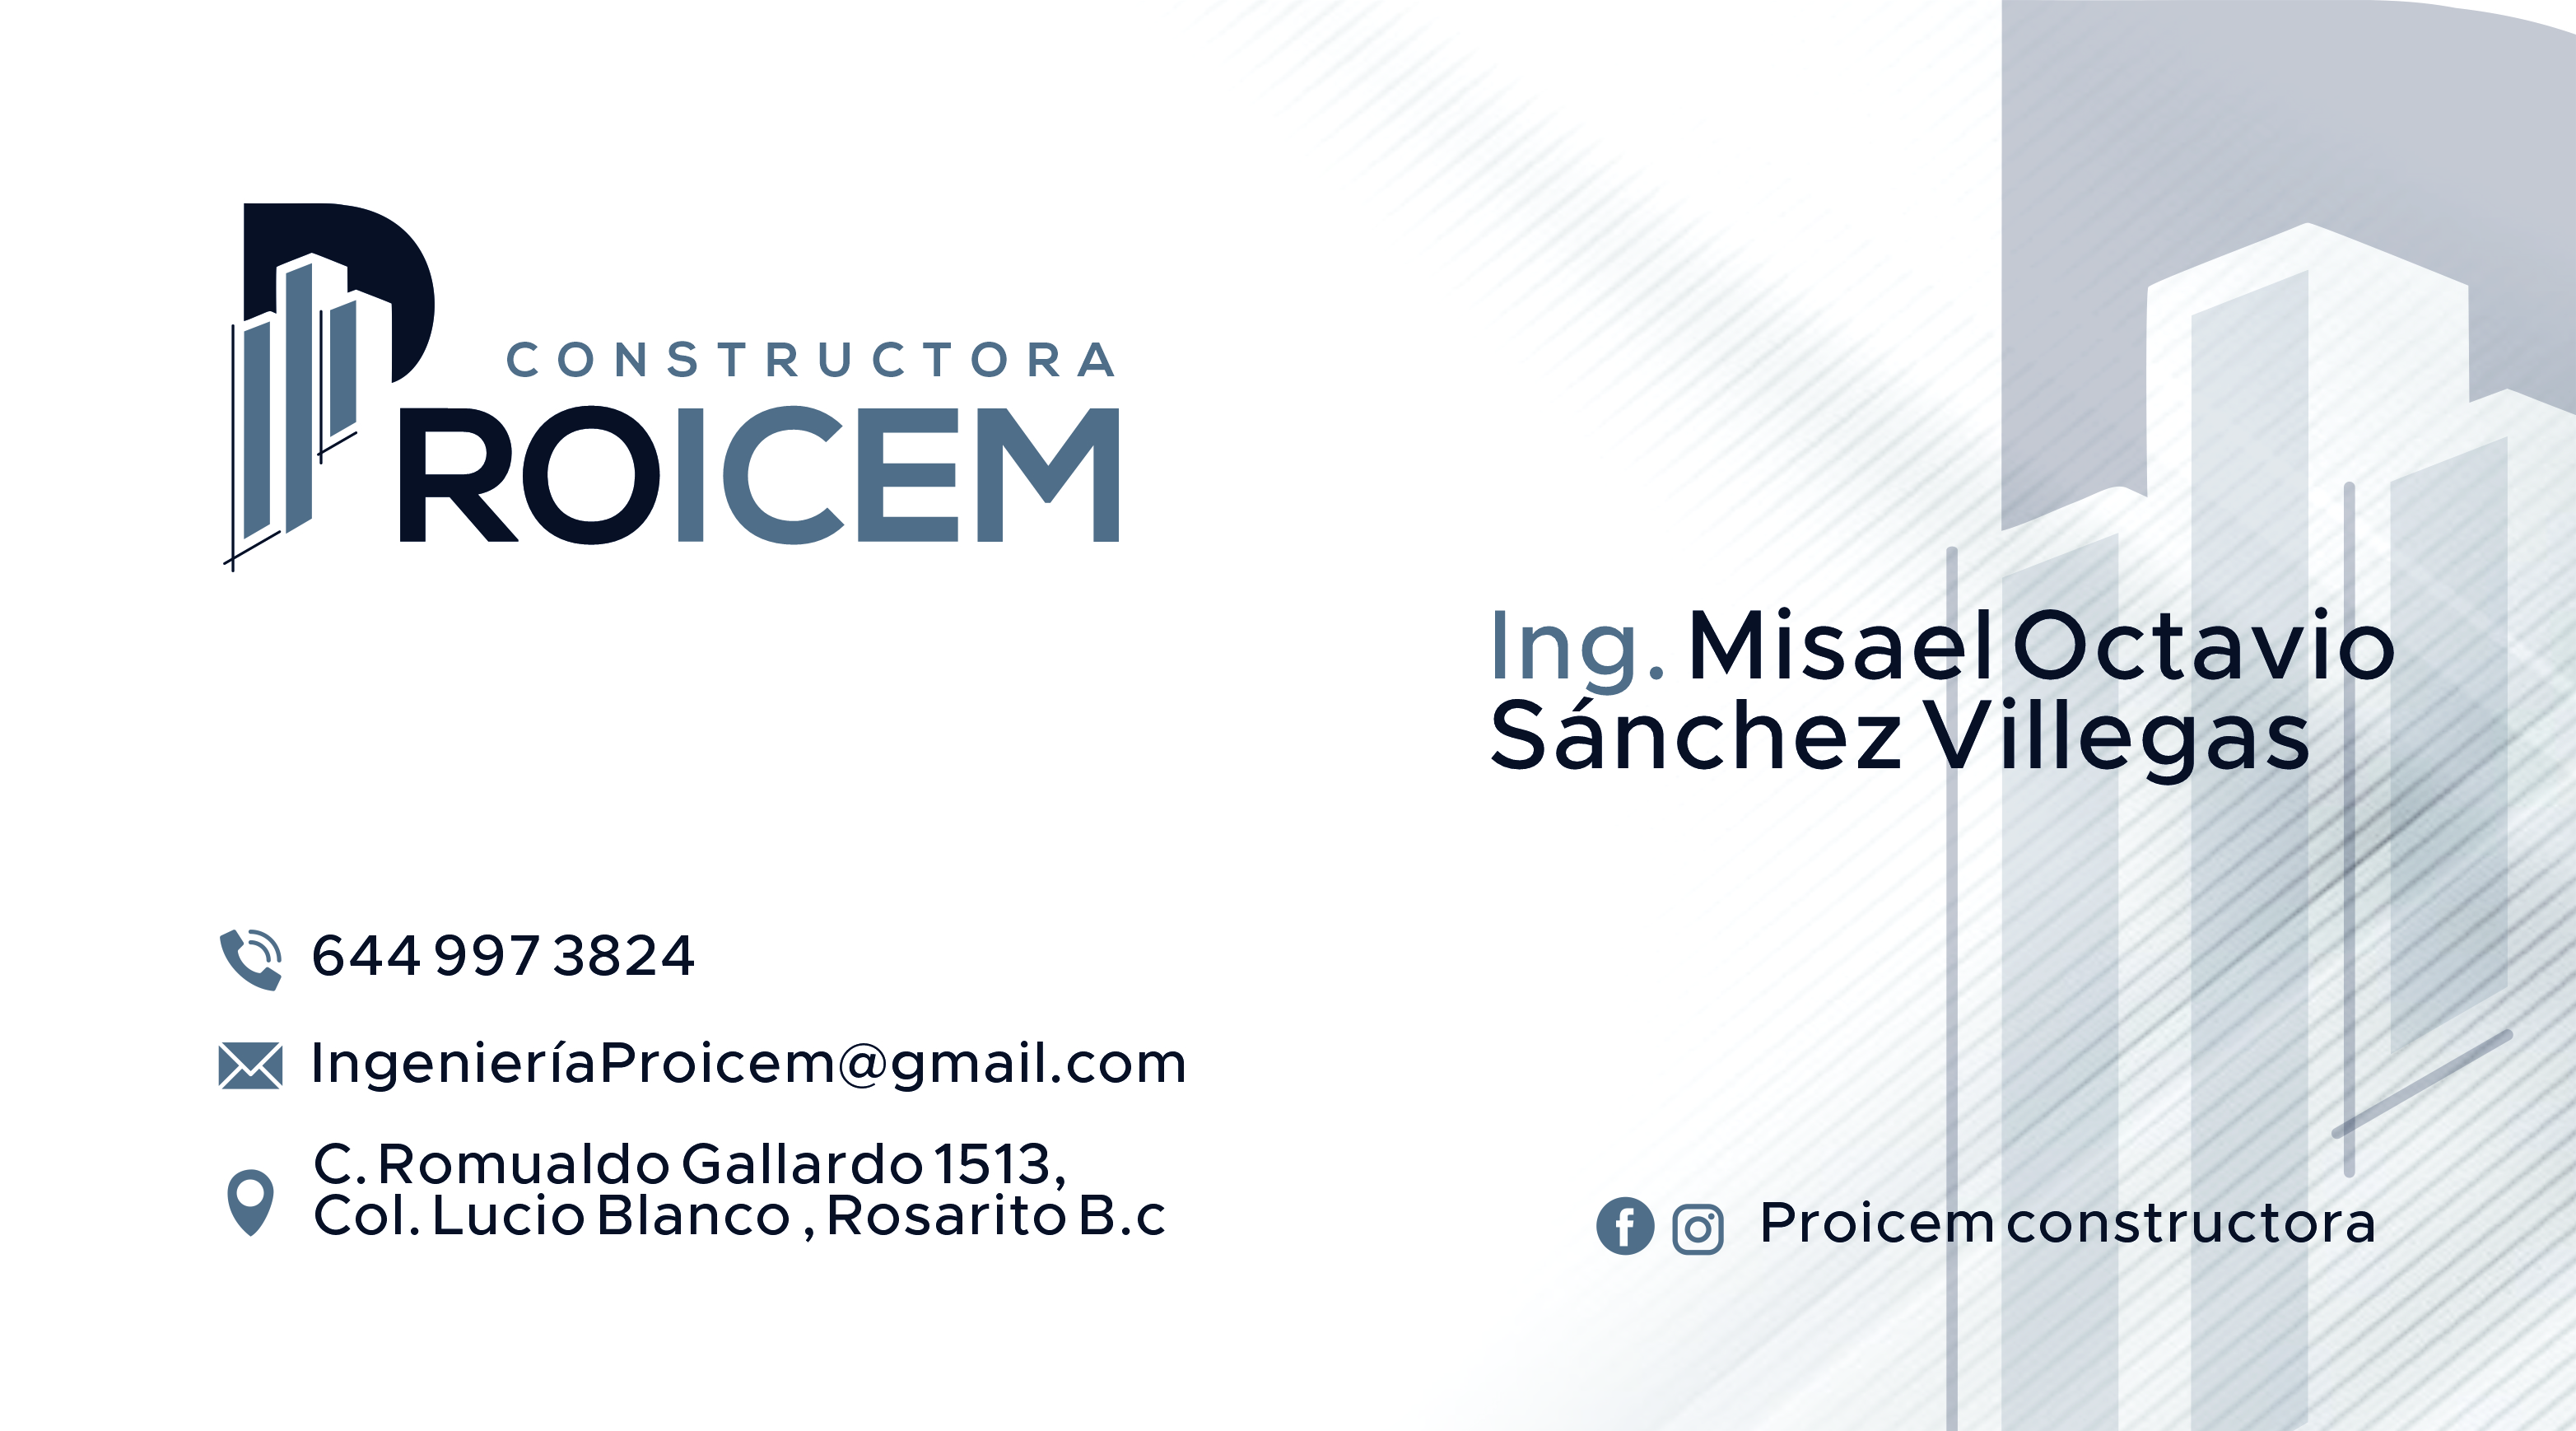 CONSTRUCTORA
PROICEM
Ing. Misael Octavio
Sánchez Villegas
644 997 3824
IngenieríaProicem@gmail.com
C. Romualdo Gallardo 1513,
Col. Lucio Blanco , Rosarito B.c
Proicem constructora